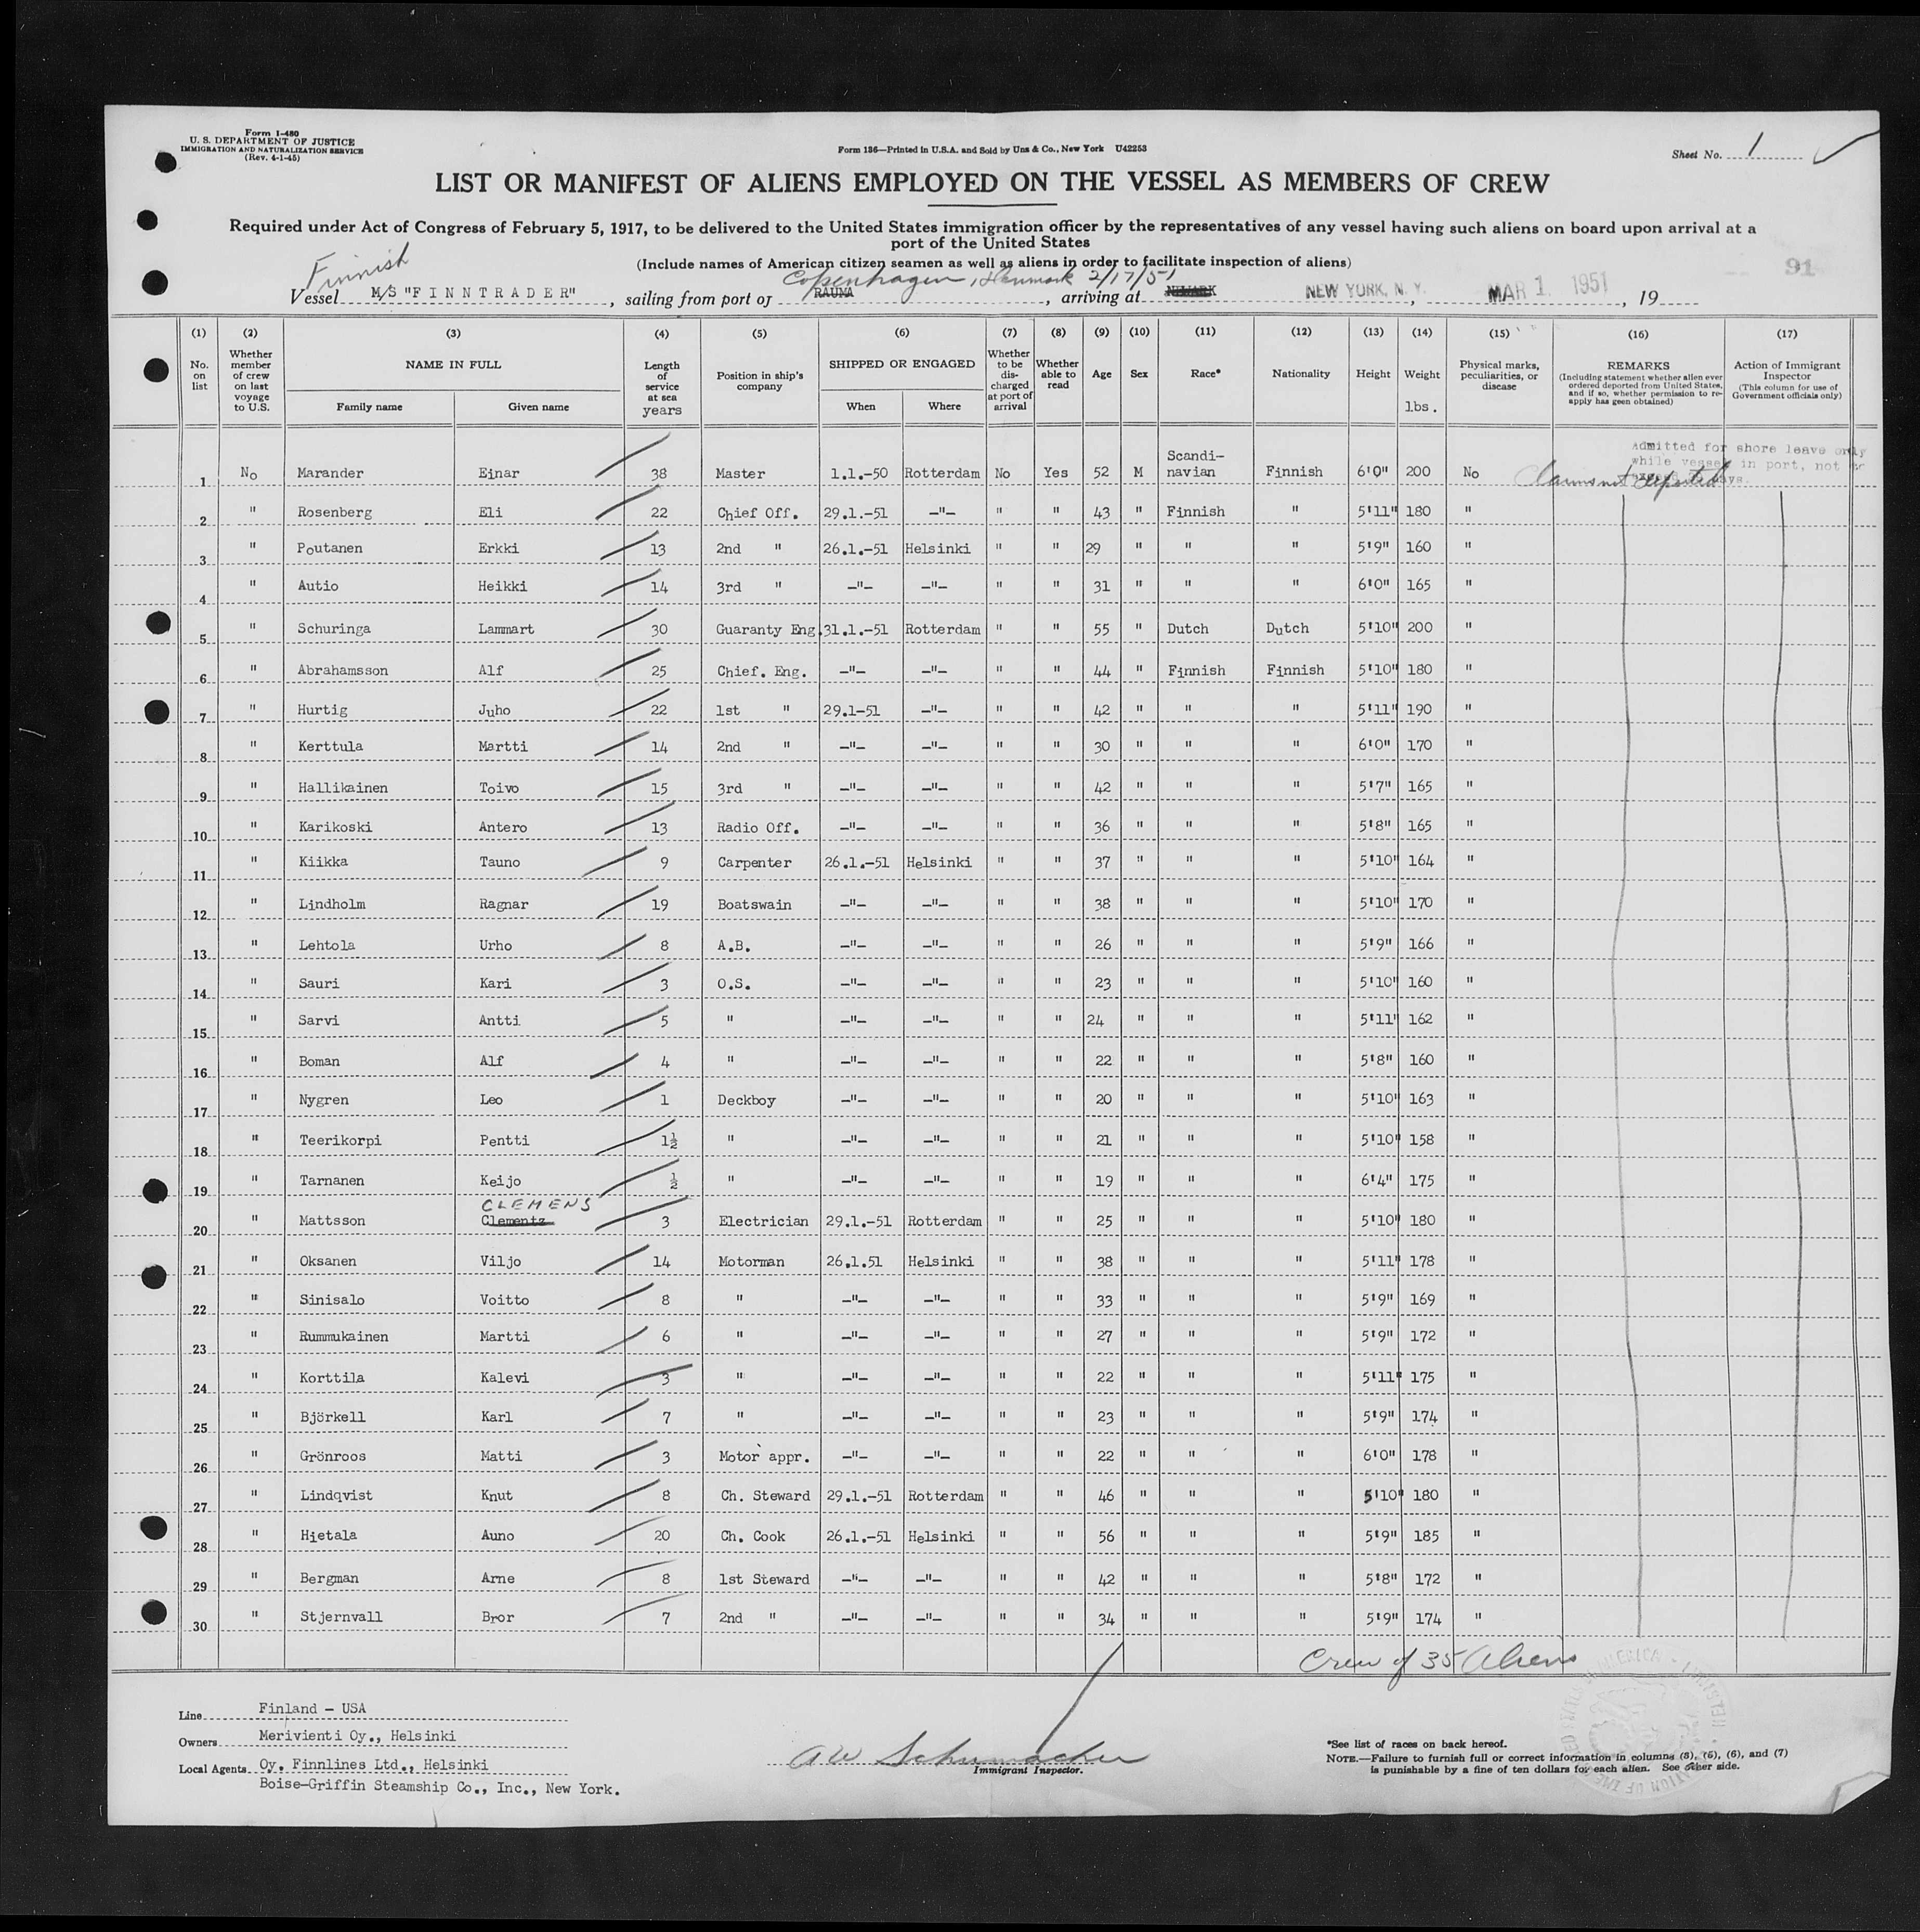 Form I-480
U. S. DEPARTMENT OF JUSTICE
IMMIGRATION AND NATURALIZATION SERVICE
(Rev. 4-1-45)
Form 136—Printed in U.S.A. and Sold by Unz & Co., New York U42253
Sheet No. 1
LIST OR MANIFEST OF ALIENS EMPLOYED ON THE VESSEL AS MEMBERS OF CREW
Required under Act of Congress of February 5, 1917, to be delivered to the United States immigration officer by the representatives of any vessel having such aliens on board upon arrival at a
port of the United States
(Include names of American citizen seamen as well as aliens in order to facilitate inspection of aliens)
91
Finnish
Copenhagen, Denmark 2/17/51
Vessel M/S "FINNTRADER", sailing from port of RAUMA, arriving at NEWARK NEW YORK, N. Y., MAR 1 1951, 19
(1) (2) (3) (4) (5) (6) (7) (8) (9) (10) (11) (12) (13) (14) (15) (16) (17)
No. on list
Whether member of crew on last voyage to U.S.
NAME IN FULL
Family name Given name
Length of service at sea years
Position in ship's company
SHIPPED OR ENGAGED
When Where
Whether to be discharged at port of arrival
Whether able to read
Age
Sex
Race*
Nationality
Height
Weight lbs.
Physical marks, peculiarities, or disease
REMARKS
(Including statement whether alien ever ordered deported from United States, and if so, whether permission to re-apply has geen obtained)
Action of Immigrant Inspector
(This column for use of Government officials only)
Admitted for shore leave only
while vessel in port, not to
1 No Marander Einar 38 Master 1.1.-50 Rotterdam No Yes 52 M Scandi-navian Finnish 6'0" 200 No Claims not deported
2 " Rosenberg Eli 22 Chief Off. 29.1.-51 -"- " " 43 " Finnish " 5'11" 180 "
3 " Poutanen Erkki 13 2nd " 26.1.-51 Helsinki " " 29 " " " 5'9" 160 "
4 " Autio Heikki 14 3rd " -"- -"- " " 31 " " " 6'0" 165 "
5 " Schuringa Lammart 30 Guaranty Eng. 31.1.-51 Rotterdam " " 55 " Dutch Dutch 5'10" 200 "
6 " Abrahamsson Alf 25 Chief. Eng. -"- -"- " " 44 " Finnish Finnish 5'10" 180 "
7 " Hurtig Juho 22 1st " 29.1-51 -"- " " 42 " " " 5'11" 190 "
8 " Kerttula Martti 14 2nd " -"- -"- " " 30 " " " 6'0" 170 "
9 " Hallikainen Toivo 15 3rd " -"- -"- " " 42 " " " 5'7" 165 "
10 " Karikoski Antero 13 Radio Off. -"- -"- " " 36 " " " 5'8" 165 "
11 " Kiikka Tauno 9 Carpenter 26.1.-51 Helsinki " " 37 " " " 5'10" 164 "
12 " Lindholm Ragnar 19 Boatswain -"- -"- " " 38 " " " 5'10" 170 "
13 " Lehtola Urho 8 A.B. -"- -"- " " 26 " " " 5'9" 166 "
14 " Sauri Kari 3 O.S. -"- -"- " " 23 " " " 5'10" 160 "
15 " Sarvi Antti 5 " -"- -"- " " 24 " " " 5'11" 162 "
16 " Boman Alf 4 " -"- -"- " " 22 " " " 5'8" 160 "
17 " Nygren Leo 1 Deckboy -"- -"- " " 20 " " " 5'10" 163 "
18 " Teerikorpi Pentti 1½ " -"- -"- " " 21 " " " 5'10" 158 "
19 " Tarnanen Keijo ½ " -"- -"- " " 19 " " " 6'4" 175 "
CLEMENS
20 " Mattsson Clementz 3 Electrician 29.1.-51 Rotterdam " " 25 " " " 5'10" 180 "
21 " Oksanen Viljo 14 Motorman 26.1.51 Helsinki " " 38 " " " 5'11" 178 "
22 " Sinisalo Voitto 8 " -"- -"- " " 33 " " " 5'9" 169 "
23 " Rummukainen Martti 6 " -"- -"- " " 27 " " " 5'9" 172 "
24 " Korttila Kalevi 3 " -"- -"- " " 22 " " " 5'11" 175 "
25 " Björkell Karl 7 " -"- -"- " " 23 " " " 5'9" 174 "
26 " Grönroos Matti 3 Motor appr. -"- -"- " " 22 " " " 6'0" 178 "
27 " Lindqvist Knut 8 Ch. Steward 29.1.-51 Rotterdam " " 46 " " " 5'10" 180 "
28 " Hietala Auno 20 Ch. Cook 26.1.-51 Helsinki " " 56 " " " 5'9" 185 "
29 " Bergman Arne 8 1st Steward -"- -"- " " 42 " " " 5'8" 172 "
30 " Stjernvall Bror 7 2nd " -"- -"- " " 34 " " " 5'9" 174 "
Crew of 35 Aliens
Line Finland - USA
Owners Merivienti Oy., Helsinki
Local Agents Oy. Finnlines Ltd., Helsinki
Boise-Griffin Steamship Co., Inc., New York.
A W Schumacher
Immigrant Inspector.
*See list of races on back hereof.
NOTE.—Failure to furnish full or correct information in columns (3), (5), (6), and (7)
is punishable by a fine of ten dollars for each alien. See other side.